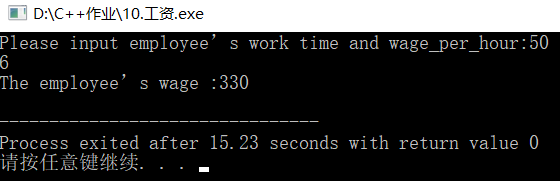 D:\C++作业\10.工资.exe
Please input employee’s work time and wage_per_hour:50
6
The employee’s wage :330
--------------------------------
Process exited after 15.23 seconds with return value 0
请按任意键继续. . .